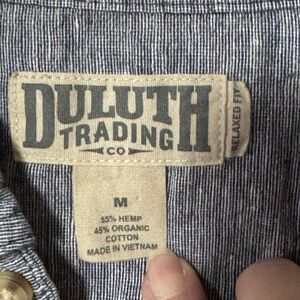 DULUTH
TRADING
CO
RELAXED FIT
M
55% HEMP
45% ORGANIC
COTTON
MADE IN VIETNAM